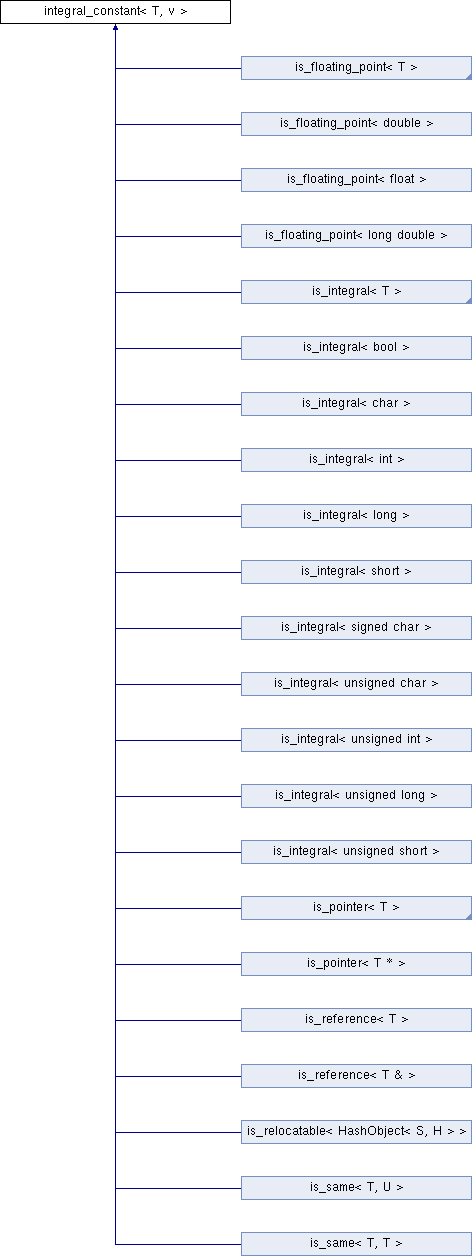 integral_constant< T, v >
is_floating_point< T >
is_floating_point< double >
is_floating_point< float >
is_floating_point< long double >
is_integral< T >
is_integral< bool >
is_integral< char >
is_integral< int >
is_integral< long >
is_integral< short >
is_integral< signed char >
is_integral< unsigned char >
is_integral< unsigned int >
is_integral< unsigned long >
is_integral< unsigned short >
is_pointer< T >
is_pointer< T * >
is_reference< T >
is_reference< T & >
is_relocatable< HashObject< S, H > >
is_same< T, U >
is_same< T, T >